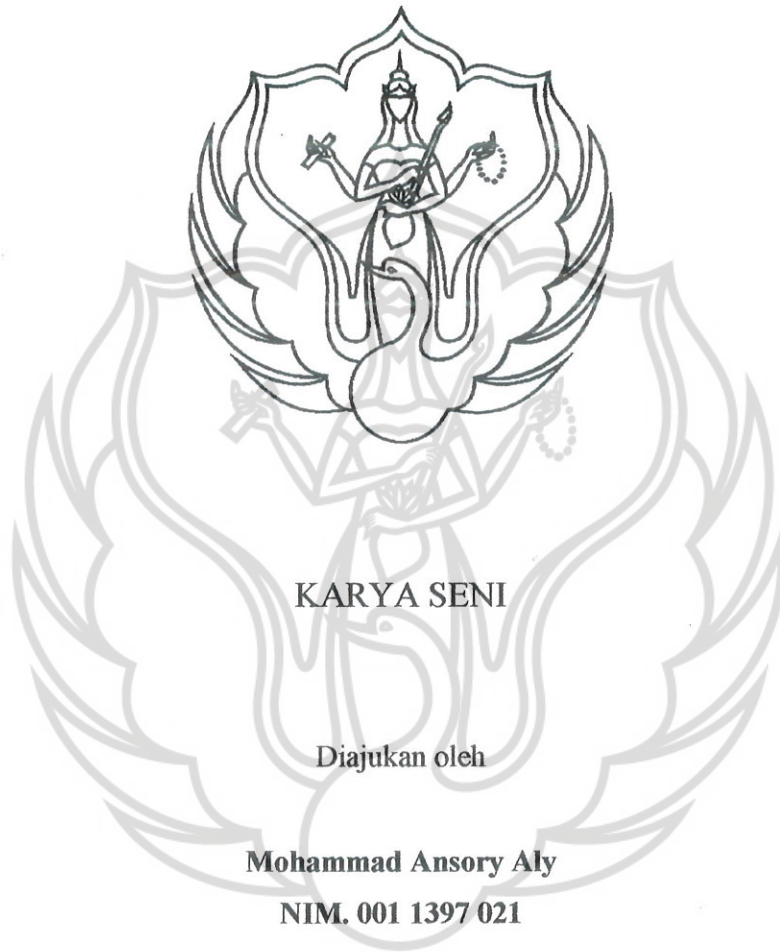 KARYA SENI
Diajukan oleh
Mohammad Ansory Aly
NIM. 001 1397 021